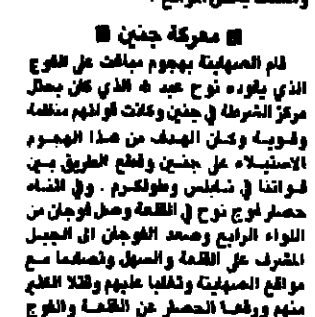 ■ معركة جنين ■
قام الصهاينة بهجوم مباغت على الفوج
الذي يقوده نوح عبد الذي كان يحتل
مركز الشرطة في جنين وكانت قواتهم منظمة
وقوية وكان الهدف من هذا الهجوم
الاستيلاء على جنين وقطع الطريق بين
قواتنا في نابلس وطولكرم . وفي اثناء
حصار فوج نوح في القلعة وصل فوجان من
اللواء الرابع وصعد الفوجان الى الجبل
المشرف على القلعة والسهل وتصادما مع
مواقع الصهاينة وتغلبا عليهم وقتلا الكثير
منهم ورفعا الحصار عن القلعة والفوج